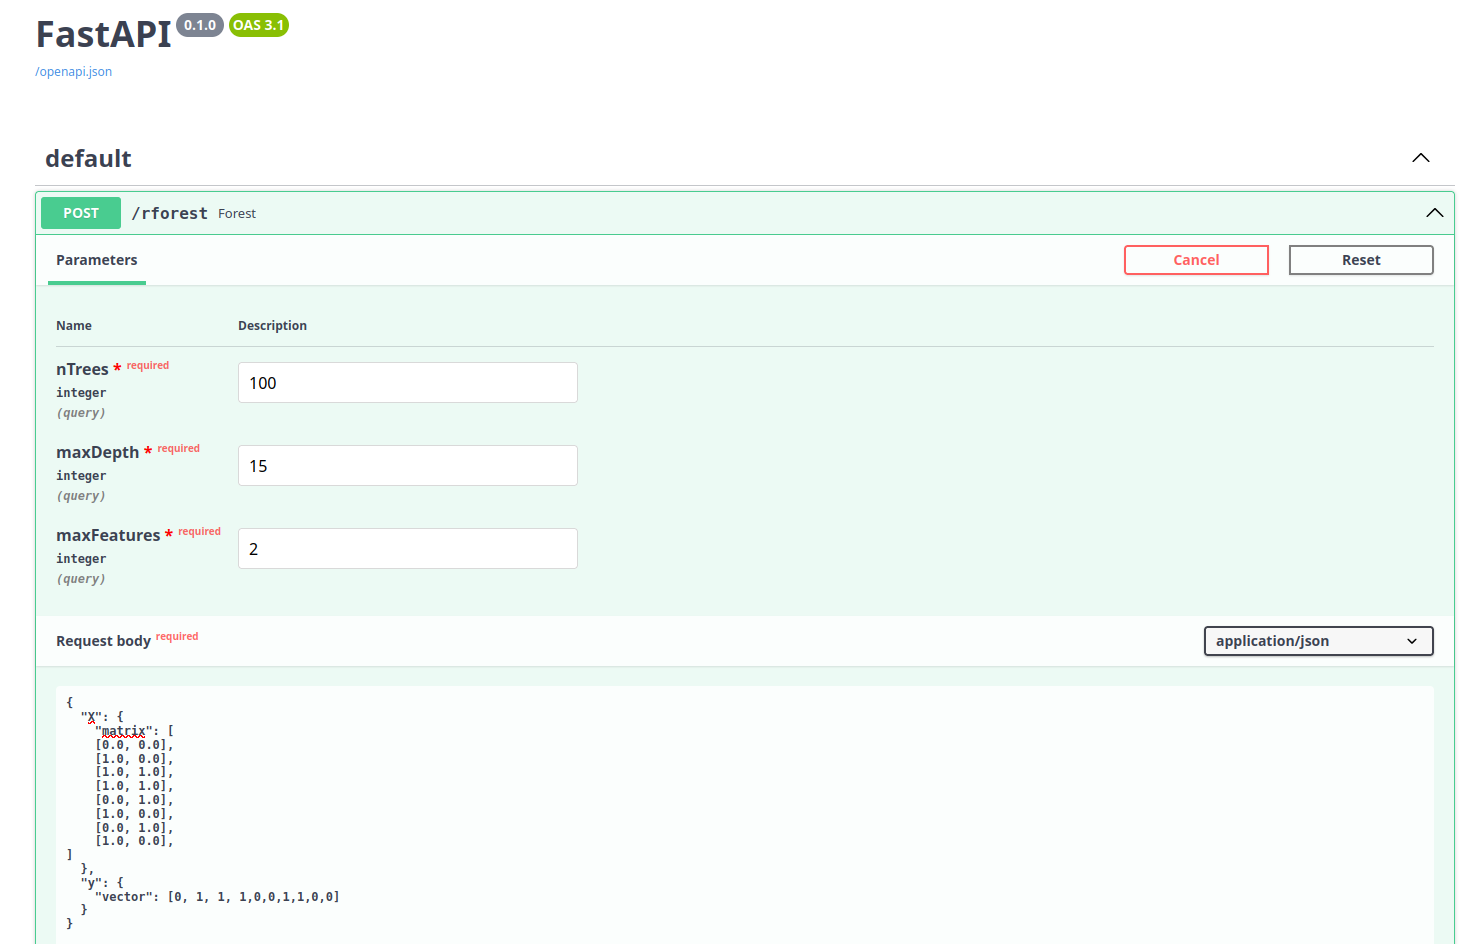 FastAPI 0.1.0 OAS 3.1
/openapi.json
default
POST /rforest Forest
Parameters Cancel Reset
Name Description
nTrees * required
integer
(query)
100
maxDepth * required
integer
(query)
15
maxFeatures * required
integer
(query)
2
Request body required application/json
{
  "X": {
    "matrix": [
    [0.0, 0.0],
    [1.0, 0.0],
    [1.0, 1.0],
    [1.0, 1.0],
    [0.0, 1.0],
    [1.0, 0.0],
    [0.0, 1.0],
    [1.0, 0.0],
]
  },
  "y": {
    "vector": [0, 1, 1, 1,0,0,1,1,0,0]
  }
}